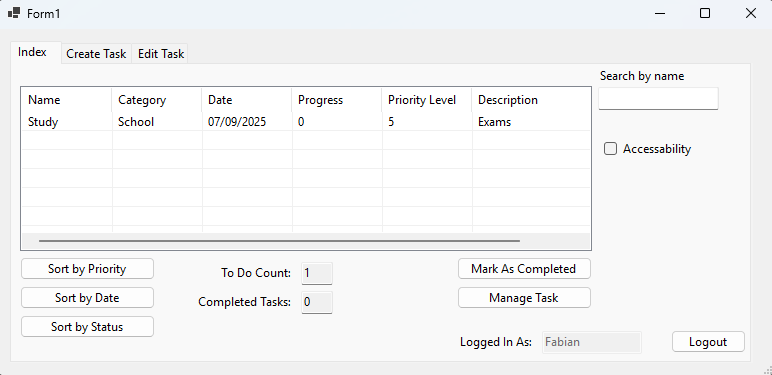 Form1
Index Create Task Edit Task
Search by name
Name Category Date Progress Priority Level Description
Study School 07/09/2025 0 5 Exams
Accessability
Sort by Priority To Do Count: 1 Mark As Completed
Sort by Date Completed Tasks: 0 Manage Task
Sort by Status
Logged In As: Fabian Logout